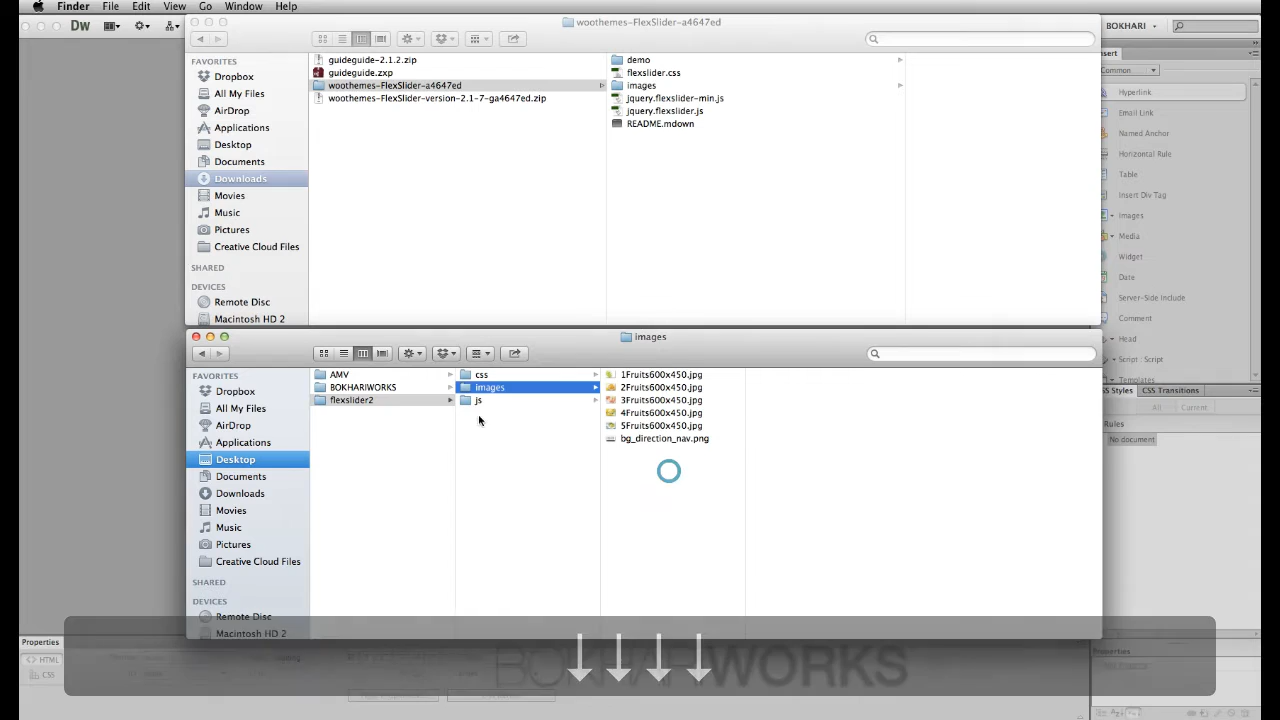 Finder File Edit View Go Window Help
Dw
woothemes-FlexSlider-a4647ed
BOKHARI
FAVORITES
Dropbox
All My Files
AirDrop
Applications
Desktop
Documents
Downloads
Movies
Music
Pictures
Creative Cloud Files
SHARED
DEVICES
Remote Disc
Macintosh HD 2
guideguide-2.1.2.zip
guideguide.zxp
woothemes-FlexSlider-a4647ed
woothemes-FlexSlider-version-2.1-7-ga4647ed.zip
demo
flexslider.css
images
jquery.flexslider-min.js
jquery.flexslider.js
README.mdown
Insert
Common
Hyperlink
Email Link
Named Anchor
Horizontal Rule
Table
Insert Div Tag
Images
Media
Widget
Date
Server-Side Include
Comment
Head
Script : Script
Templates
CSS Styles CSS Transitions
All Current
Rules
No document
images
FAVORITES
Dropbox
All My Files
AirDrop
Applications
Desktop
Documents
Downloads
Movies
Music
Pictures
Creative Cloud Files
SHARED
DEVICES
Remote Disc
Macintosh HD 2
AMV
BOKHARIWORKS
flexslider2
css
images
js
1Fruits600x450.jpg
2Fruits600x450.jpg
3Fruits600x450.jpg
4Fruits600x450.jpg
5Fruits600x450.jpg
bg_direction_nav.png
Properties
HTML
CSS
BOKHARIWORKS
Properties